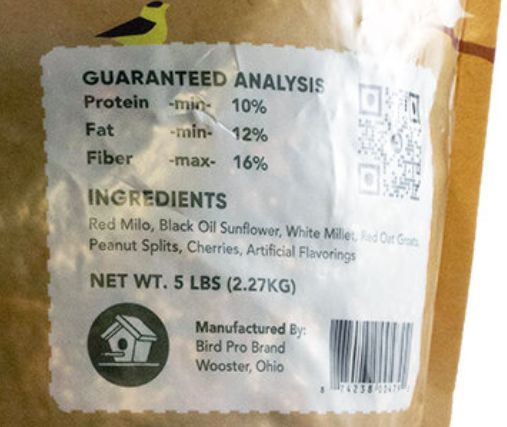 GUARANTEED ANALYSIS
Protein -min- 10%
Fat -min- 12%
Fiber -max- 16%
INGREDIENTS
Red Milo, Black Oil Sunflower, White Millet, Red Oat Groats,
Peanut Splits, Cherries, Artificial Flavorings
NET WT. 5 LBS (2.27KG)
Manufactured By:
Bird Pro Brand
Wooster, Ohio